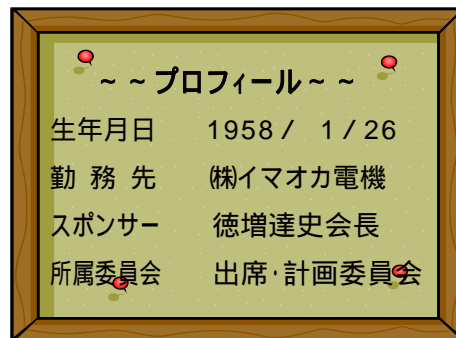 ~~プロフィール~~
生年月日 1958/ 1/26
勤務先 ㈱イマオカ電機
スポンサー 徳増達史会長
所属委員会 出席･計画委員会